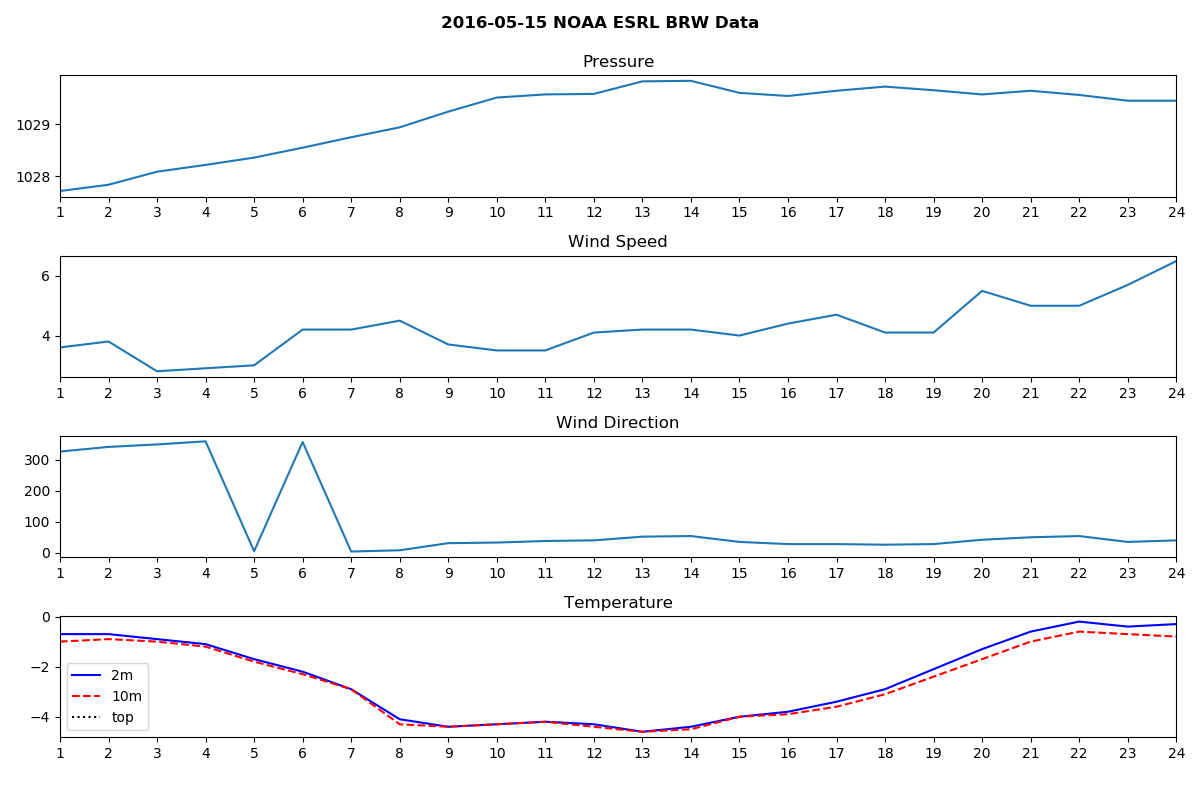 2016-05-15 NOAA ESRL BRW Data
Pressure
1029
1028
1 2 3 4 5 6 7 8 9 10 11 12 13 14 15 16 17 18 19 20 21 22 23 24
Wind Speed
6
4
1 2 3 4 5 6 7 8 9 10 11 12 13 14 15 16 17 18 19 20 21 22 23 24
Wind Direction
300
200
100
0
1 2 3 4 5 6 7 8 9 10 11 12 13 14 15 16 17 18 19 20 21 22 23 24
Temperature
0
−2
−4
2m
10m
top
1 2 3 4 5 6 7 8 9 10 11 12 13 14 15 16 17 18 19 20 21 22 23 24